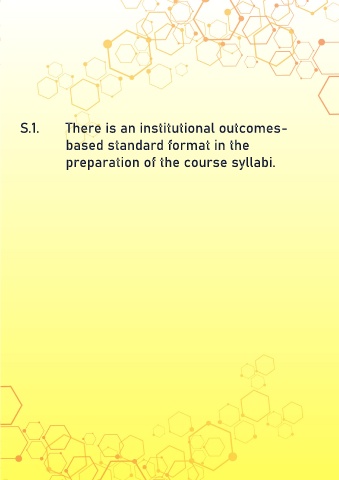 S.1. There is an institutional outcomes-
based standard format in the
preparation of the course syllabi.